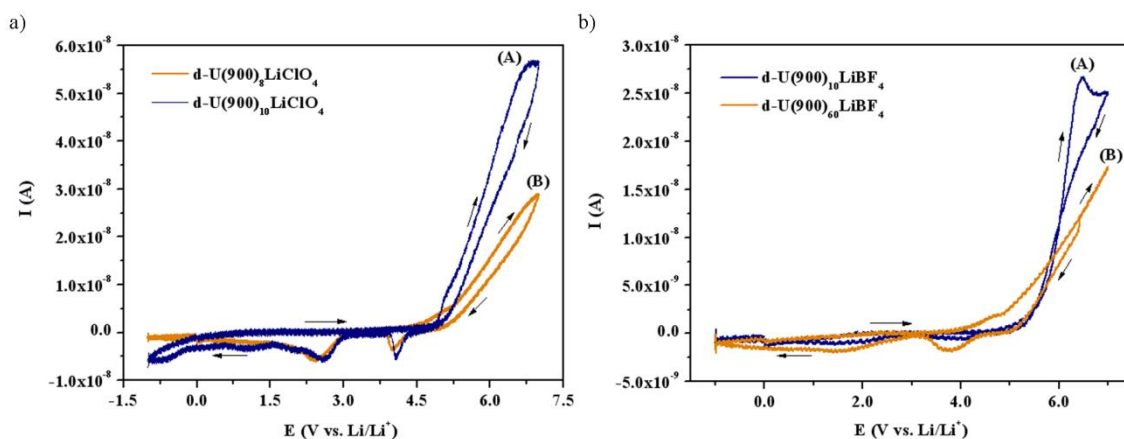 a)
6.0x10⁻⁸
5.0x10⁻⁸
4.0x10⁻⁸
3.0x10⁻⁸
2.0x10⁻⁸
1.0x10⁻⁸
0.0
-1.0x10⁻⁸
I (A)
d-U(900)₈LiClO₄
d-U(900)₁₀LiClO₄
(A)
(B)
-1.5 0.0 1.5 3.0 4.5 6.0 7.5
E (V vs. Li/Li⁺)
b)
3.0x10⁻⁸
2.5x10⁻⁸
2.0x10⁻⁸
1.5x10⁻⁸
1.0x10⁻⁸
5.0x10⁻⁹
0.0
-5.0x10⁻⁹
I (A)
d-U(900)₁₀LiBF₄
d-U(900)₆₀LiBF₄
(A)
(B)
0.0 2.0 4.0 6.0
E (V vs. Li/Li⁺)